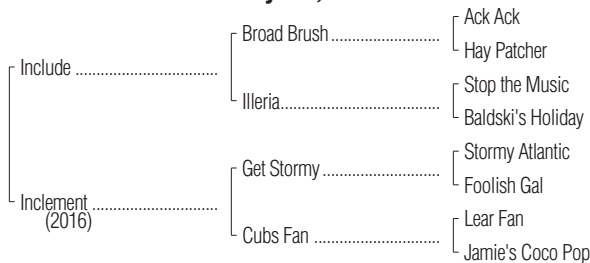 Ack Ack
Broad Brush
Hay Patcher
Include
Stop the Music
Illeria
Baldski's Holiday
Stormy Atlantic
Get Stormy
Foolish Gal
Inclement
(2016)
Lear Fan
Cubs Fan
Jamie's Coco Pop